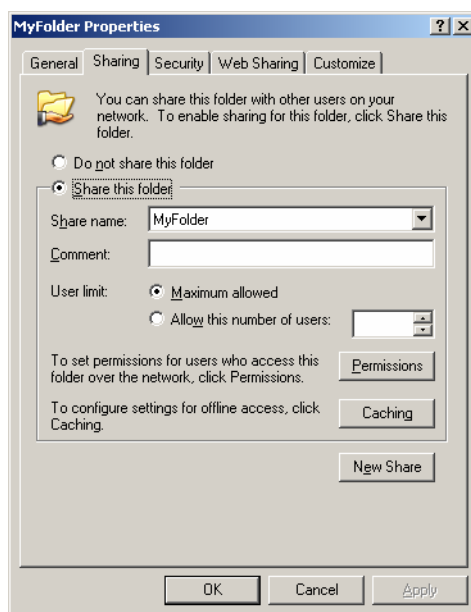 MyFolder Properties
General Sharing Security Web Sharing Customize
You can share this folder with other users on your
network. To enable sharing for this folder, click Share this
folder.
Do not share this folder
Share this folder
Share name: MyFolder
Comment:
User limit: Maximum allowed
Allow this number of users:
To set permissions for users who access this
folder over the network, click Permissions.
Permissions
To configure settings for offline access, click
Caching.
Caching
New Share
OK Cancel Apply